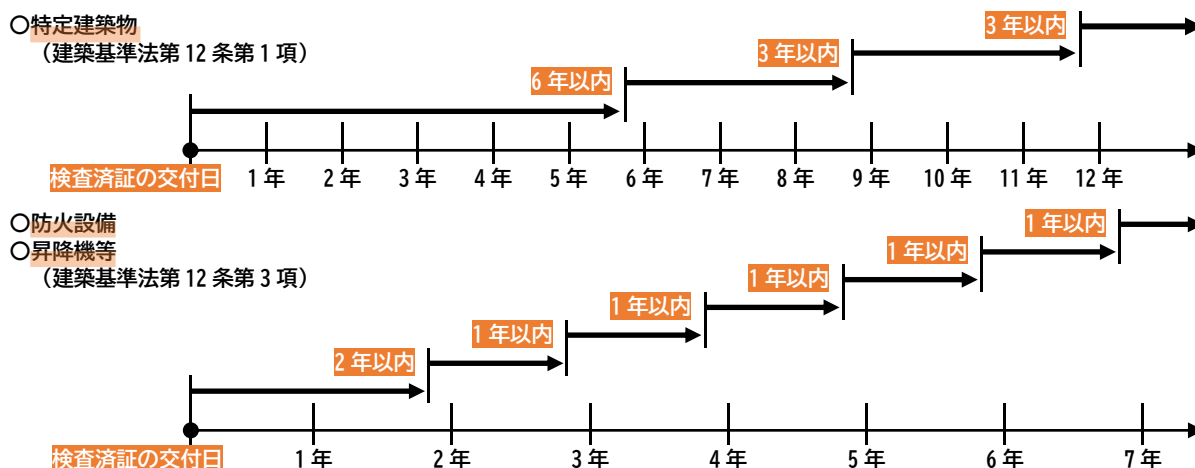 ○特定建築物
（建築基準法第 12 条第 1 項）
3 年以内
3 年以内
6 年以内
検査済証の交付日
1 年
2 年
3 年
4 年
5 年
6 年
7 年
8 年
9 年
10 年
11 年
12 年
○防火設備
○昇降機等
（建築基準法第 12 条第 3 項）
1 年以内
1 年以内
1 年以内
1 年以内
1 年以内
2 年以内
検査済証の交付日
1 年
2 年
3 年
4 年
5 年
6 年
7 年